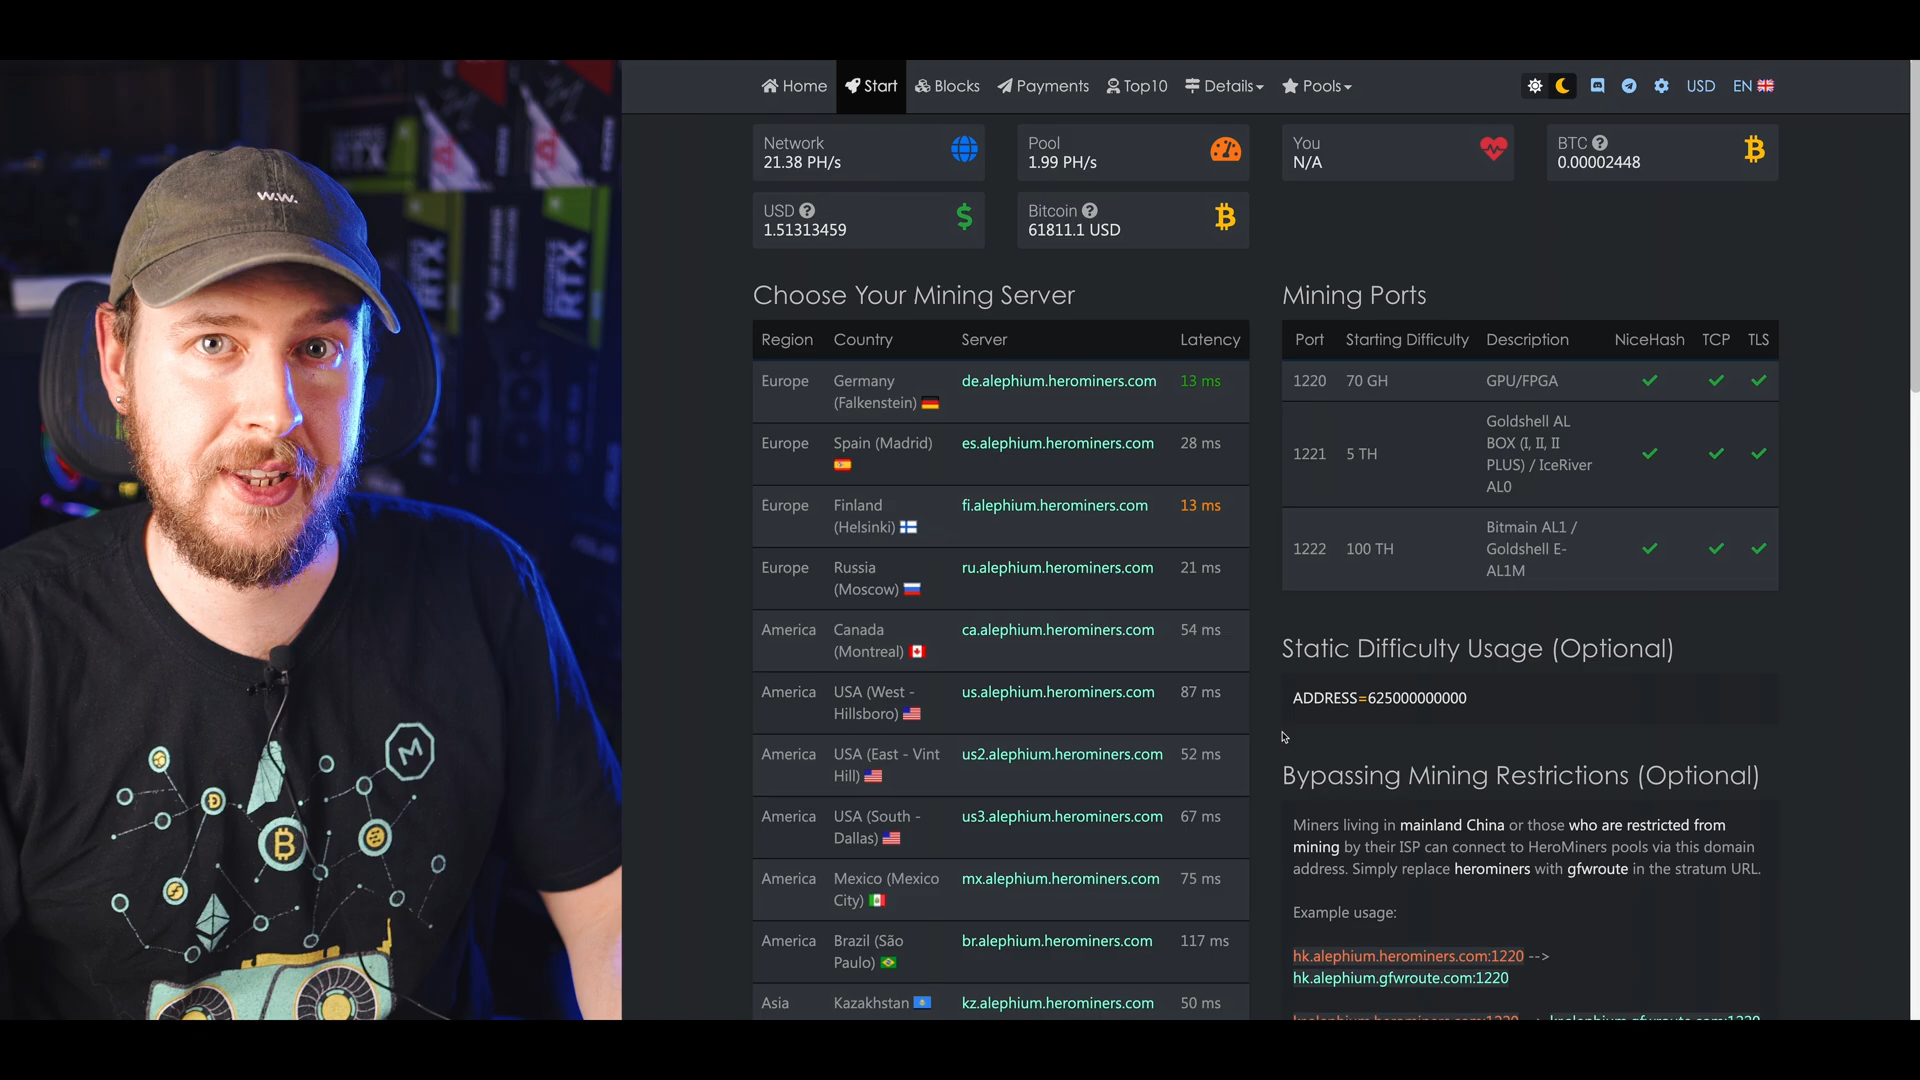 Home Start Blocks Payments Top10 Details Pools USD EN
Network
21.38 PH/s
Pool
1.99 PH/s
You
N/A
BTC
0.00002448
USD
1.51313459
Bitcoin
61811.1 USD
Choose Your Mining Server
Region Country Server Latency
Europe Germany (Falkenstein) de.alephium.herominers.com 13 ms
Europe Spain (Madrid) es.alephium.herominers.com 28 ms
Europe Finland (Helsinki) fi.alephium.herominers.com 13 ms
Europe Russia (Moscow) ru.alephium.herominers.com 21 ms
America Canada (Montreal) ca.alephium.herominers.com 54 ms
America USA (West - Hillsboro) us.alephium.herominers.com 87 ms
America USA (East - Vint Hill) us2.alephium.herominers.com 52 ms
America USA (South - Dallas) us3.alephium.herominers.com 67 ms
America Mexico (Mexico City) mx.alephium.herominers.com 75 ms
America Brazil (São Paulo) br.alephium.herominers.com 117 ms
Asia Kazakhstan kz.alephium.herominers.com 50 ms
Mining Ports
Port Starting Difficulty Description NiceHash TCP TLS
1220 70 GH GPU/FPGA
1221 5 TH Goldshell AL BOX (I, II, II PLUS) / IceRiver AL0
1222 100 TH Bitmain AL1 / Goldshell E-AL1M
Static Difficulty Usage (Optional)
ADDRESS=625000000000
Bypassing Mining Restrictions (Optional)
Miners living in mainland China or those who are restricted from
mining by their ISP can connect to HeroMiners pools via this domain
address. Simply replace herominers with gfwroute in the stratum URL.
Example usage:
hk.alephium.herominers.com:1220 -->
hk.alephium.gfwroute.com:1220
W.W.
RTX
RTX
RTX
M